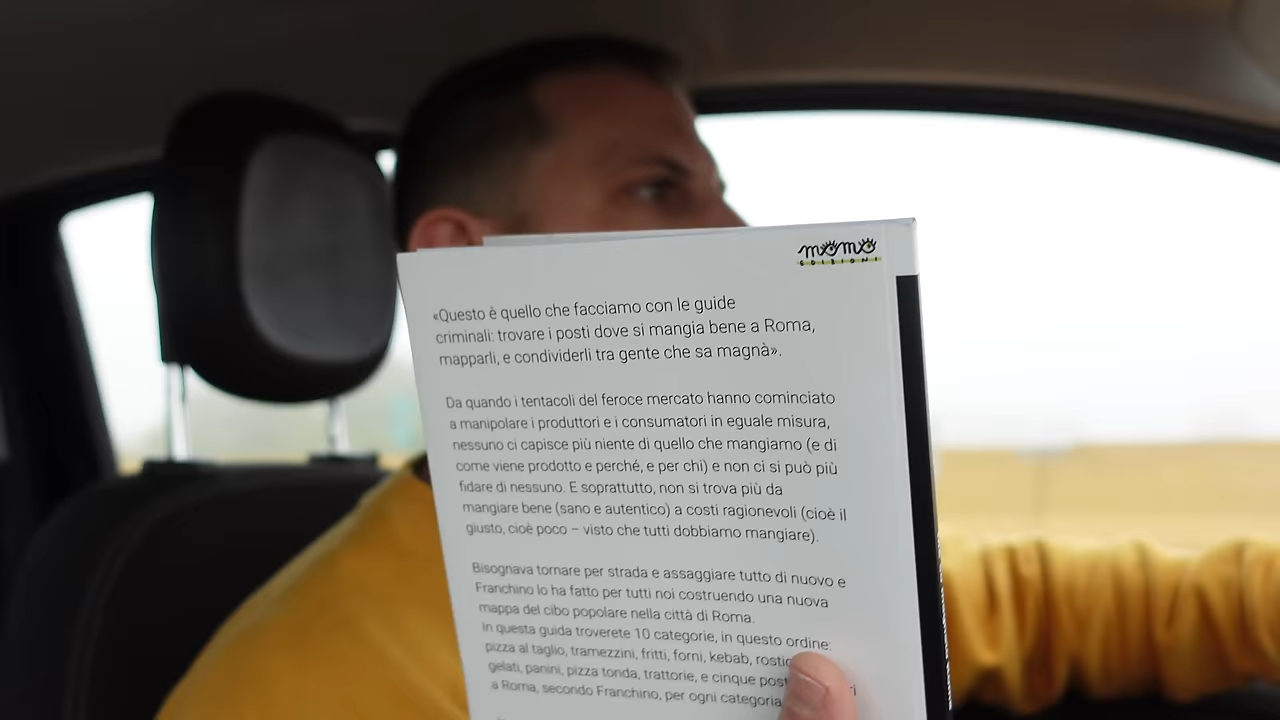 momo
EDIZIONI
«Questo è quello che facciamo con le guide
criminali: trovare i posti dove si mangia bene a Roma,
mapparli, e condividerli tra gente che sa magnà».
Da quando i tentacoli del feroce mercato hanno cominciato
a manipolare i produttori e i consumatori in eguale misura,
nessuno ci capisce più niente di quello che mangiamo (e di
come viene prodotto e perché, e per chi) e non ci si può più
fidare di nessuno. E soprattutto, non si trova più da
mangiare bene (sano e autentico) a costi ragionevoli (cioè il
giusto, cioè poco – visto che tutti dobbiamo mangiare).
Bisognava tornare per strada e assaggiare tutto di nuovo e
Franchino lo ha fatto per tutti noi costruendo una nuova
mappa del cibo popolare nella città di Roma.
In questa guida troverete 10 categorie, in questo ordine:
pizza al taglio, tramezzini, fritti, forni, kebab,
gelati, panini, pizza tonda, trattorie, e cinque
a Roma, secondo Franchino, per ogni categoria